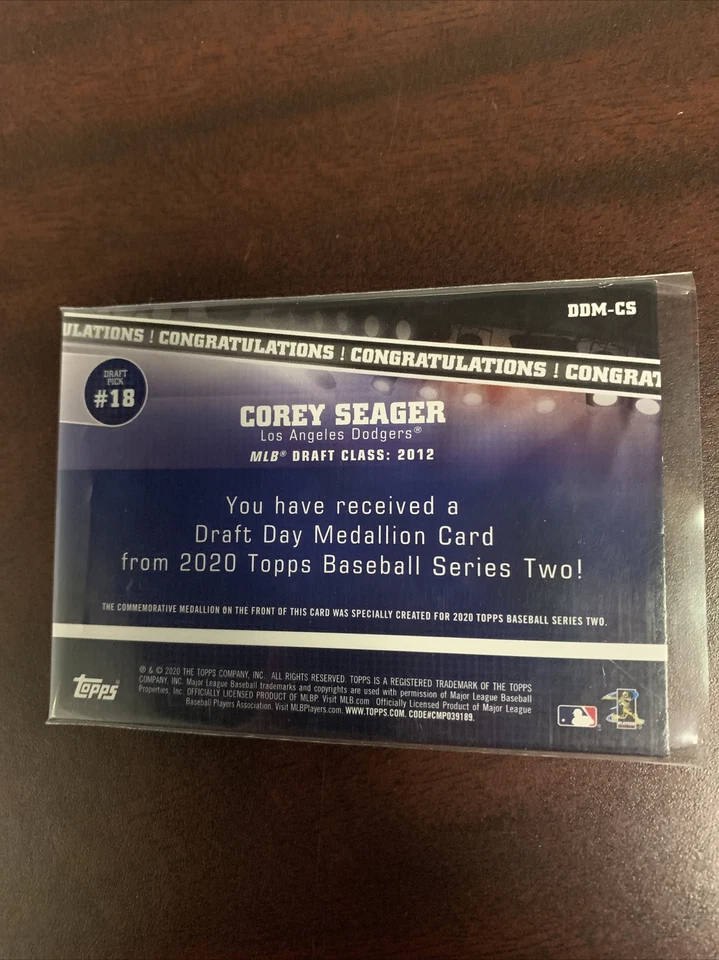 DDM-CS
ULATIONS ! CONGRATULATIONS ! CONGRATULATIONS ! CONGRAT
DRAFT
PICK
#18
COREY SEAGER
Los Angeles Dodgers®
MLB® DRAFT CLASS: 2012
You have received a
Draft Day Medallion Card
from 2020 Topps Baseball Series Two!
THE COMMEMORATIVE MEDALLION ON THE FRONT OF THIS CARD WAS SPECIALLY CREATED FOR 2020 TOPPS BASEBALL SERIES TWO.
® & © 2020 THE TOPPS COMPANY, INC. ALL RIGHTS RESERVED. TOPPS IS A REGISTERED TRADEMARK OF THE TOPPS
COMPANY, INC. Major League Baseball trademarks and copyrights are used with permission of Major League Baseball
Properties, Inc. OFFICIALLY LICENSED PRODUCT OF MLBP. Visit MLB.com Officially Licensed Product of Major League
Baseball Players Association. Visit MLBPlayers.com. WWW.TOPPS.COM. CODE#CMP039189.
topps®